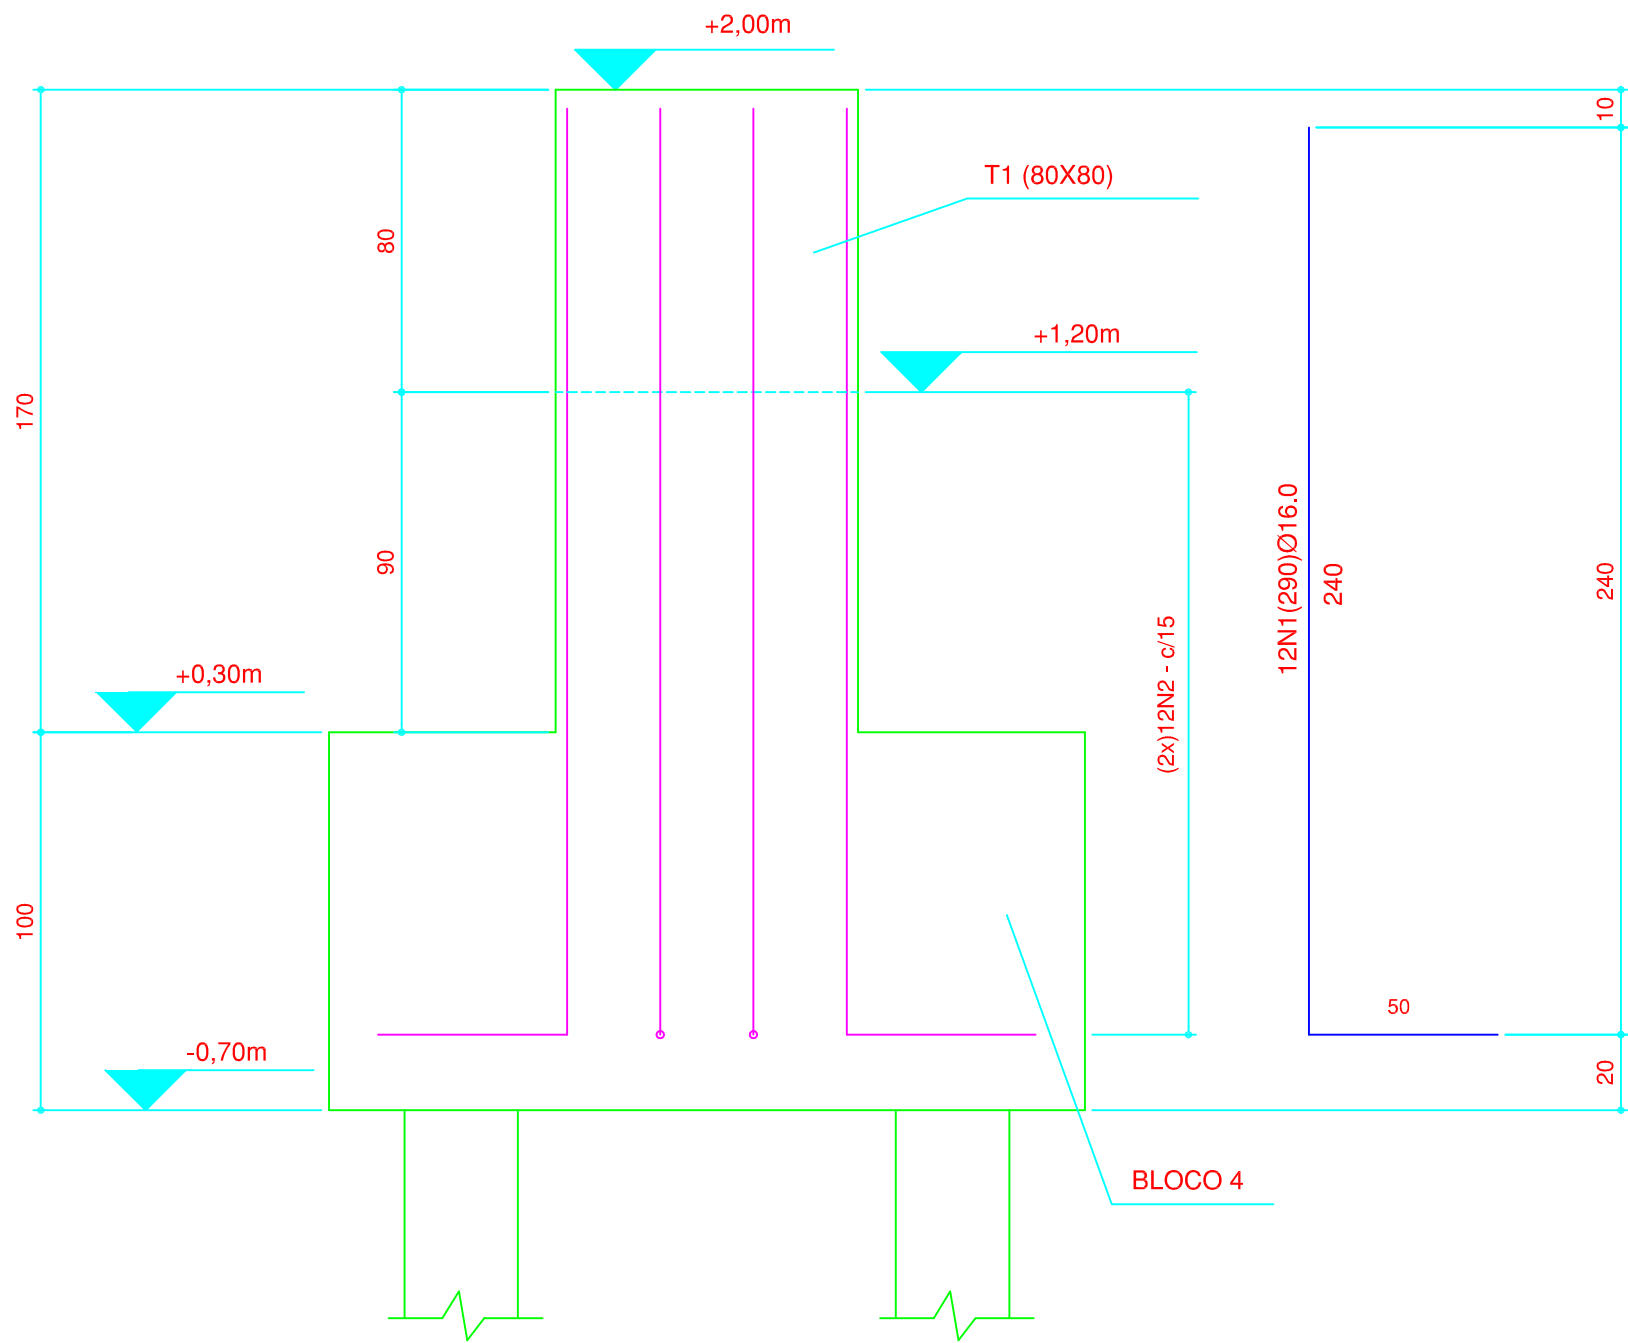 +2,00m
10
T1 (80X80)
80
+1,20m
170
12N1(290)Ø16.0
240
240
90
(2x)12N2 - c/15
+0,30m
100
50
-0,70m
20
BLOCO 4